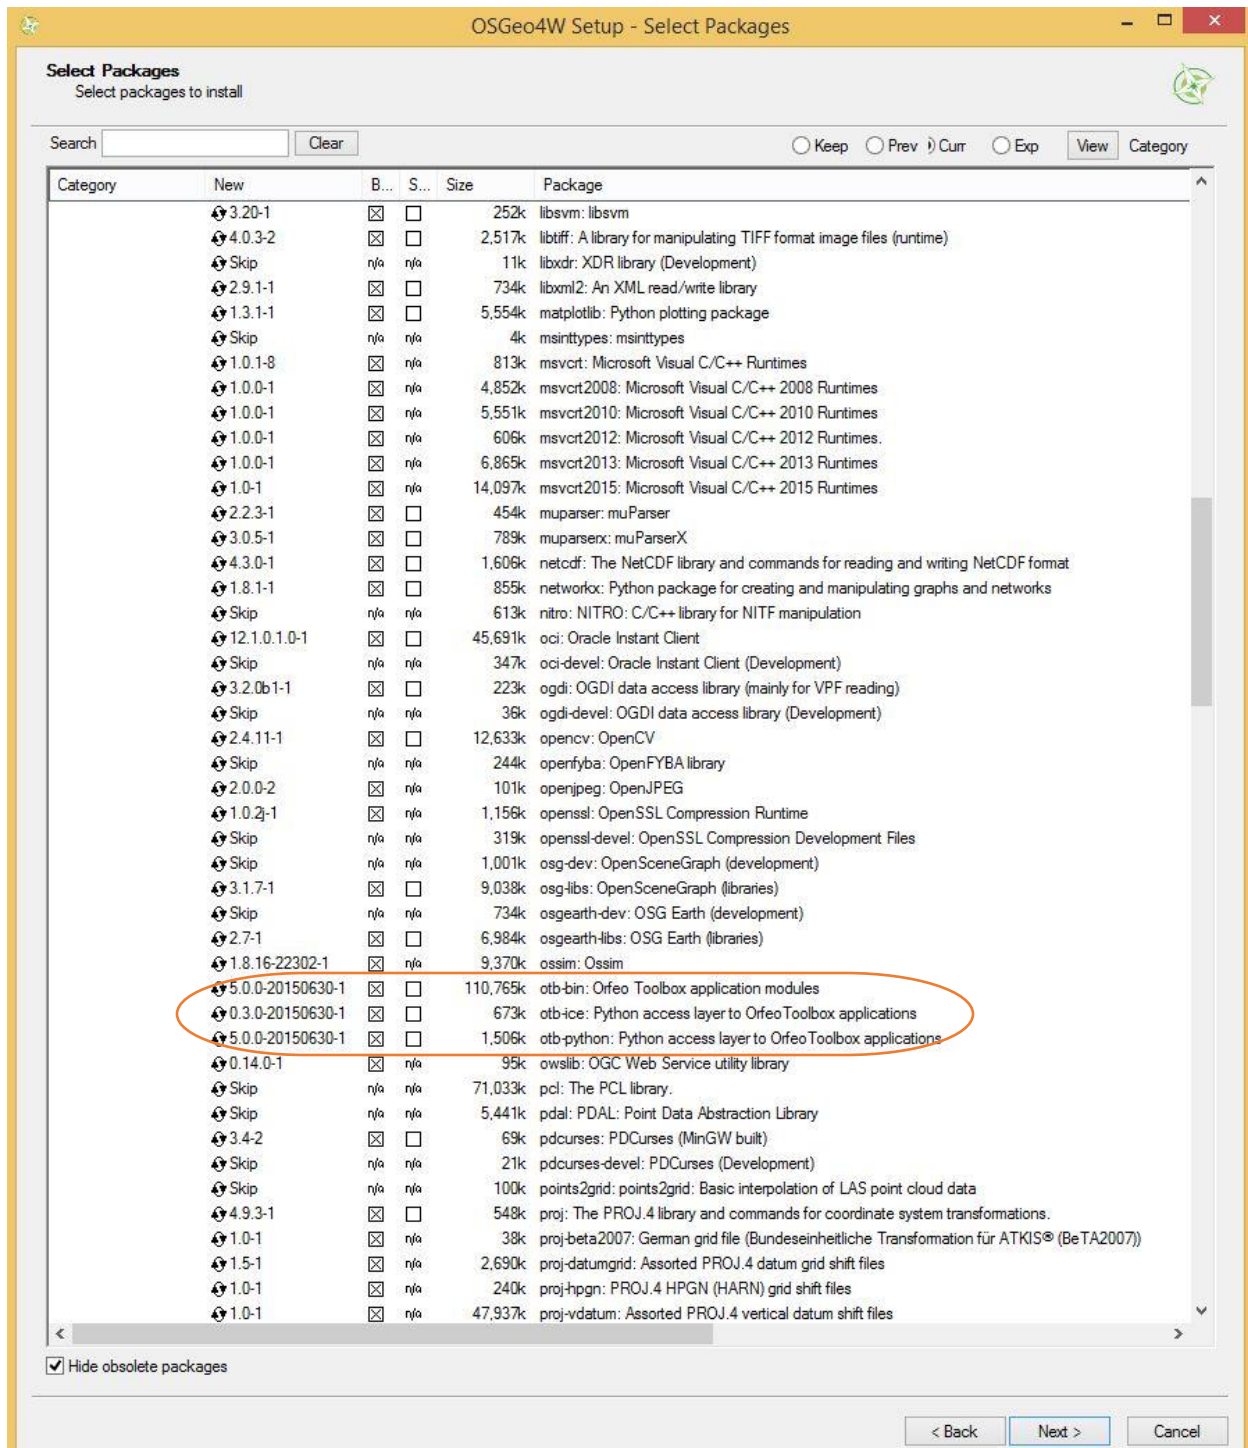 OSGeo4W Setup - Select Packages
Select Packages
Select packages to install
Search Clear Keep Prev Curr Exp View Category
Category New B... S... Size Package
3.20-1 252k libsvm: libsvm
4.0.3-2 2,517k libtiff: A library for manipulating TIFF format image files (runtime)
Skip n/a n/a 11k libxdr: XDR library (Development)
2.9.1-1 734k libxml2: An XML read/write library
1.3.1-1 5,554k matplotlib: Python plotting package
Skip n/a n/a 4k msinttypes: msinttypes
1.0.1-8 n/a 813k msvcrt: Microsoft Visual C/C++ Runtimes
1.0.0-1 n/a 4,852k msvcrt2008: Microsoft Visual C/C++ 2008 Runtimes
1.0.0-1 n/a 5,551k msvcrt2010: Microsoft Visual C/C++ 2010 Runtimes
1.0.0-1 n/a 606k msvcrt2012: Microsoft Visual C/C++ 2012 Runtimes.
1.0.0-1 n/a 6,865k msvcrt2013: Microsoft Visual C/C++ 2013 Runtimes
1.0-1 n/a 14,097k msvcrt2015: Microsoft Visual C/C++ 2015 Runtimes
2.2.3-1 454k muparser: muParser
3.0.5-1 789k muparserx: muParserX
4.3.0-1 1,606k netcdf: The NetCDF library and commands for reading and writing NetCDF format
1.8.1-1 855k networkx: Python package for creating and manipulating graphs and networks
Skip n/a n/a 613k nitro: NITRO: C/C++ library for NITF manipulation
12.1.0.1.0-1 45,691k oci: Oracle Instant Client
Skip n/a n/a 347k oci-devel: Oracle Instant Client (Development)
3.2.0b1-1 223k ogdi: OGDI data access library (mainly for VPF reading)
Skip n/a n/a 36k ogdi-devel: OGDI data access library (Development)
2.4.11-1 12,633k opencv: OpenCV
Skip n/a n/a 244k openfyba: OpenFYBA library
2.0.0-2 n/a 101k openjpeg: OpenJPEG
1.0.2j-1 n/a 1,156k openssl: OpenSSL Compression Runtime
Skip n/a n/a 319k openssl-devel: OpenSSL Compression Development Files
Skip n/a n/a 1,001k osg-dev: OpenSceneGraph (development)
3.1.7-1 9,038k osg-libs: OpenSceneGraph (libraries)
Skip n/a n/a 734k osgearth-dev: OSG Earth (development)
2.7-1 6,984k osgearth-libs: OSG Earth (libraries)
1.8.16-22302-1 n/a 9,370k ossim: Ossim
5.0.0-20150630-1 110,765k otb-bin: Orfeo Toolbox application modules
0.3.0-20150630-1 673k otb-ice: Python access layer to OrfeoToolbox applications
5.0.0-20150630-1 1,506k otb-python: Python access layer to OrfeoToolbox applications
0.14.0-1 n/a 95k owslib: OGC Web Service utility library
Skip n/a n/a 71,033k pcl: The PCL library.
Skip n/a n/a 5,441k pdal: PDAL: Point Data Abstraction Library
3.4-2 69k pdcurses: PDCurses (MinGW built)
Skip n/a n/a 21k pdcurses-devel: PDCurses (Development)
Skip n/a n/a 100k points2grid: points2grid: Basic interpolation of LAS point cloud data
4.9.3-1 548k proj: The PROJ.4 library and commands for coordinate system transformations.
1.0-1 n/a 38k proj-beta2007: German grid file (Bundeseinheitliche Transformation für ATKIS® (BeTA2007))
1.5-1 n/a 2,690k proj-datumgrid: Assorted PROJ.4 datum grid shift files
1.0-1 n/a 240k proj-hpgn: PROJ.4 HPGN (HARN) grid shift files
1.0-1 n/a 47,937k proj-vdatum: Assorted PROJ.4 vertical datum shift files
Hide obsolete packages
< Back Next > Cancel